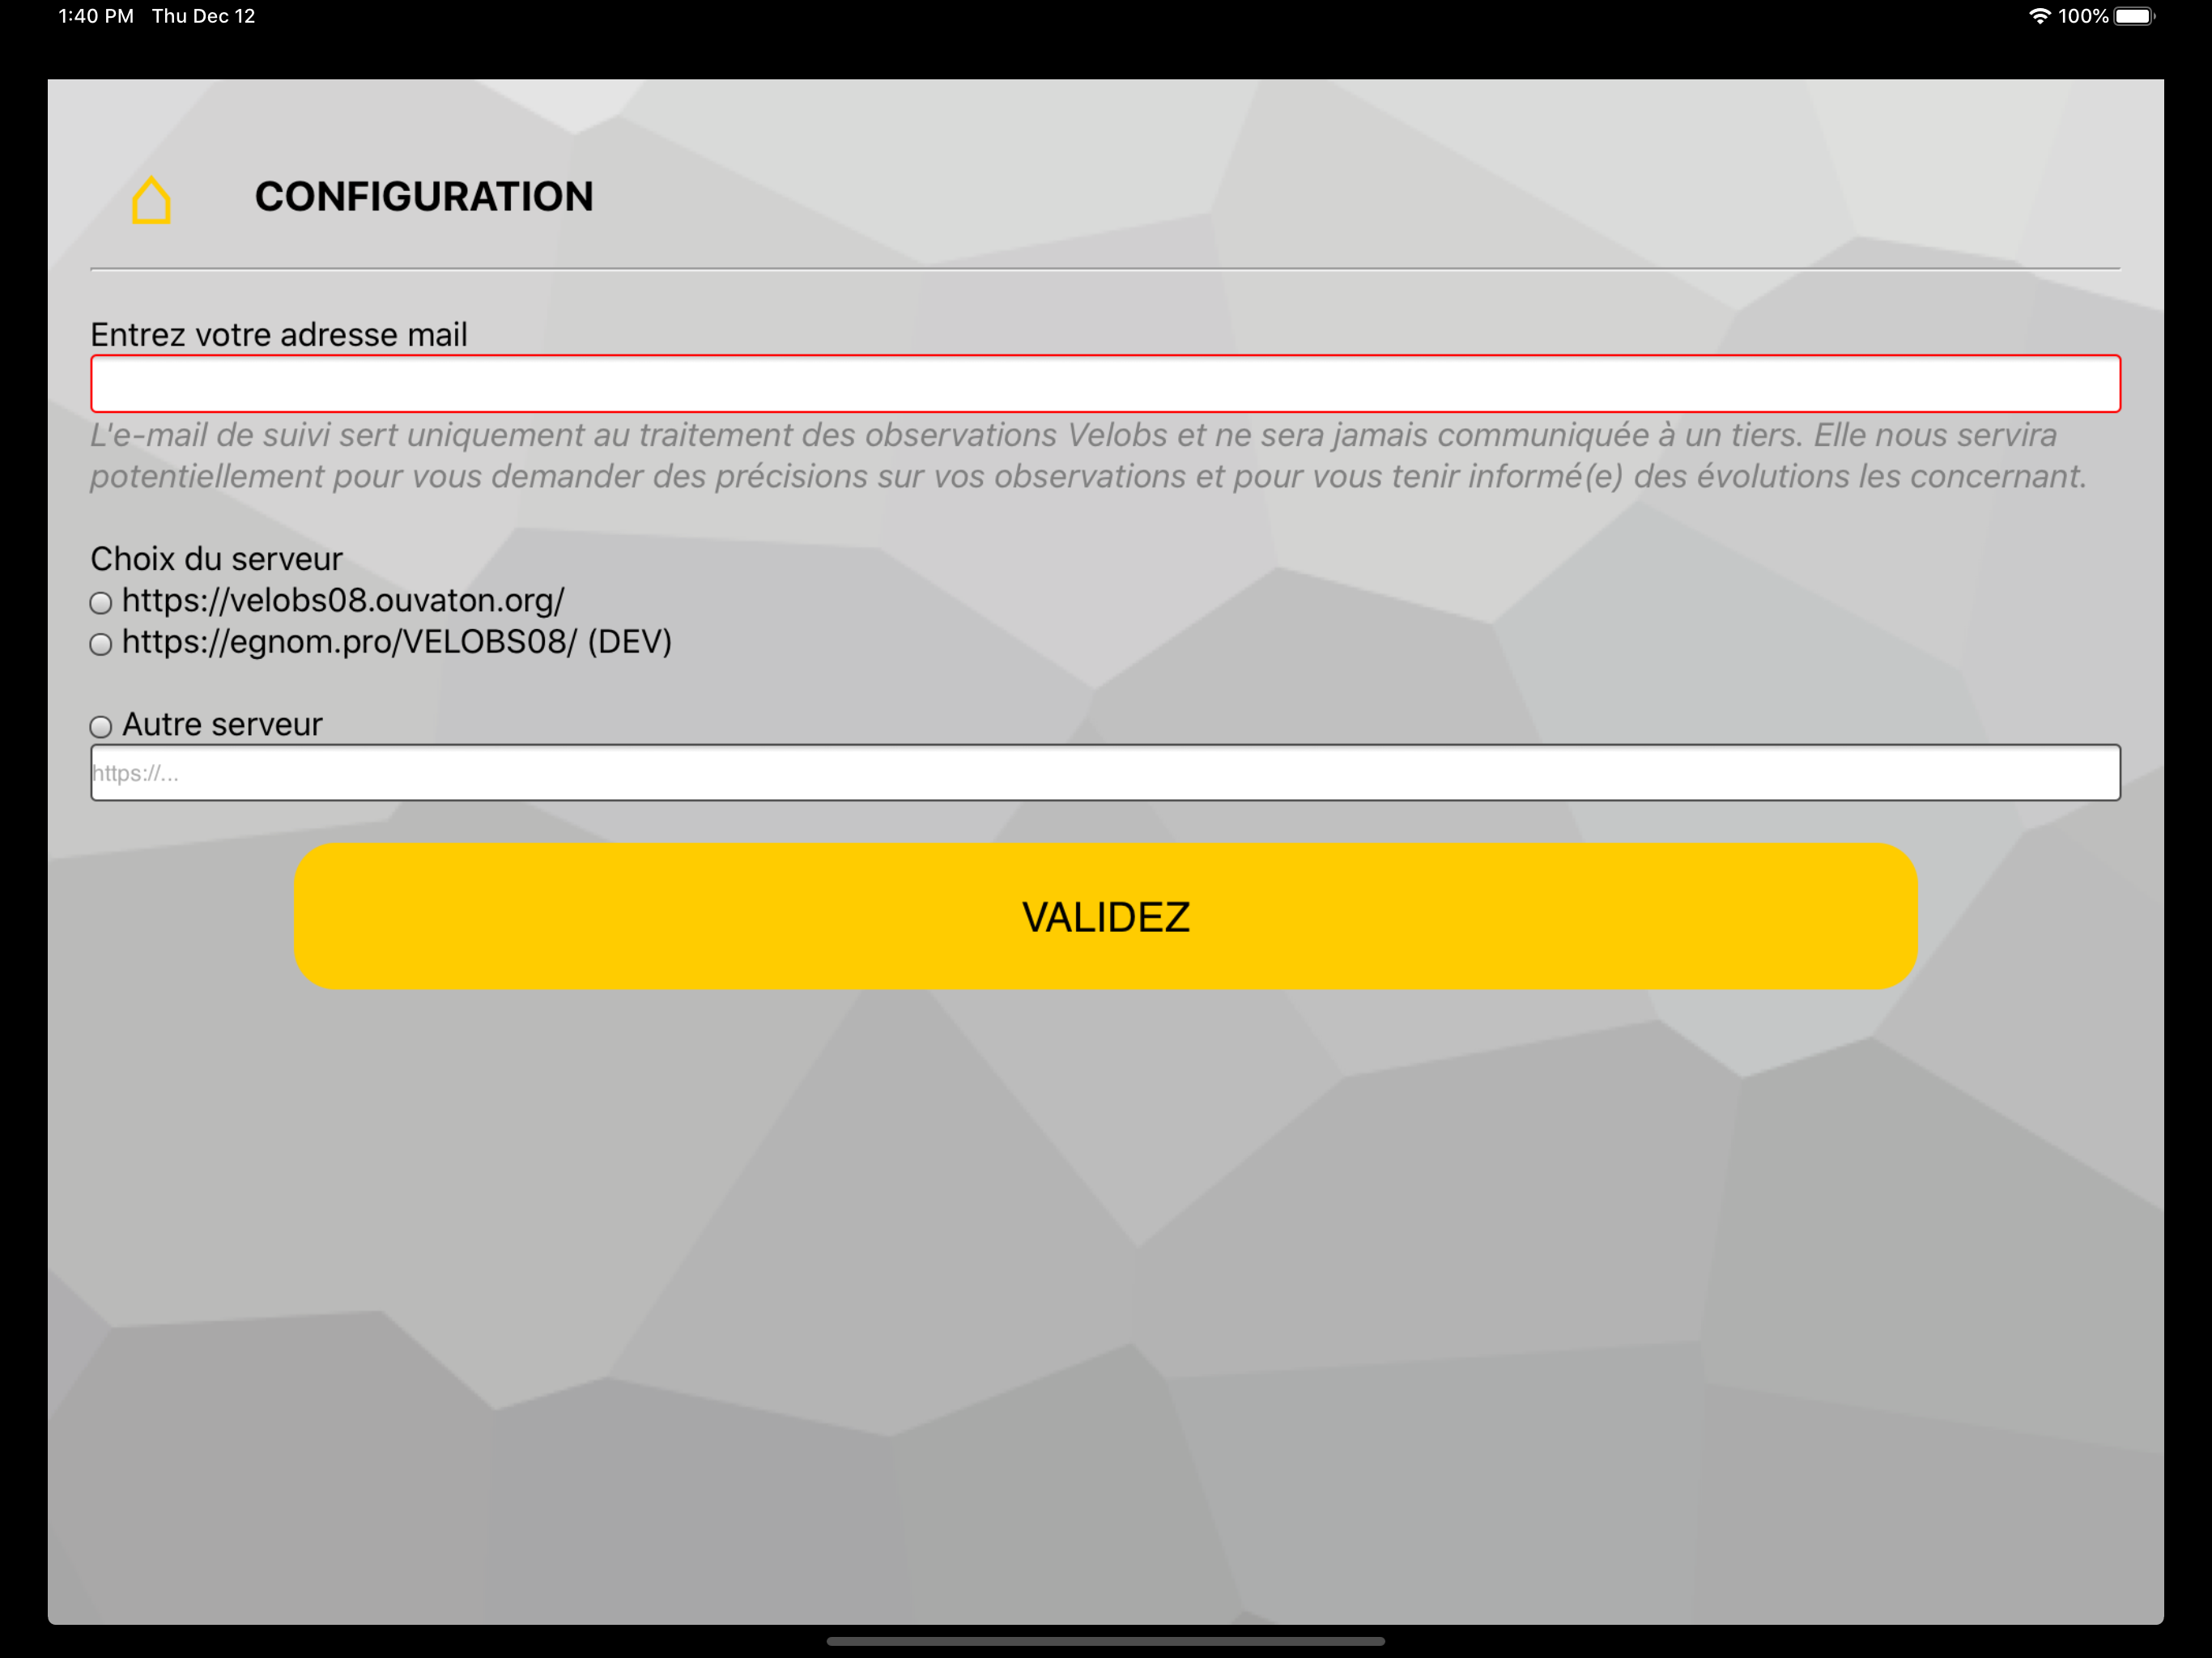 1:40 PM Thu Dec 12 100%
CONFIGURATION
Entrez votre adresse mail
L'e-mail de suivi sert uniquement au traitement des observations Velobs et ne sera jamais communiquée à un tiers. Elle nous servira
potentiellement pour vous demander des précisions sur vos observations et pour vous tenir informé(e) des évolutions les concernant.
Choix du serveur
https://velobs08.ouvaton.org/
https://egnom.pro/VELOBS08/ (DEV)
Autre serveur
https://...
VALIDEZ